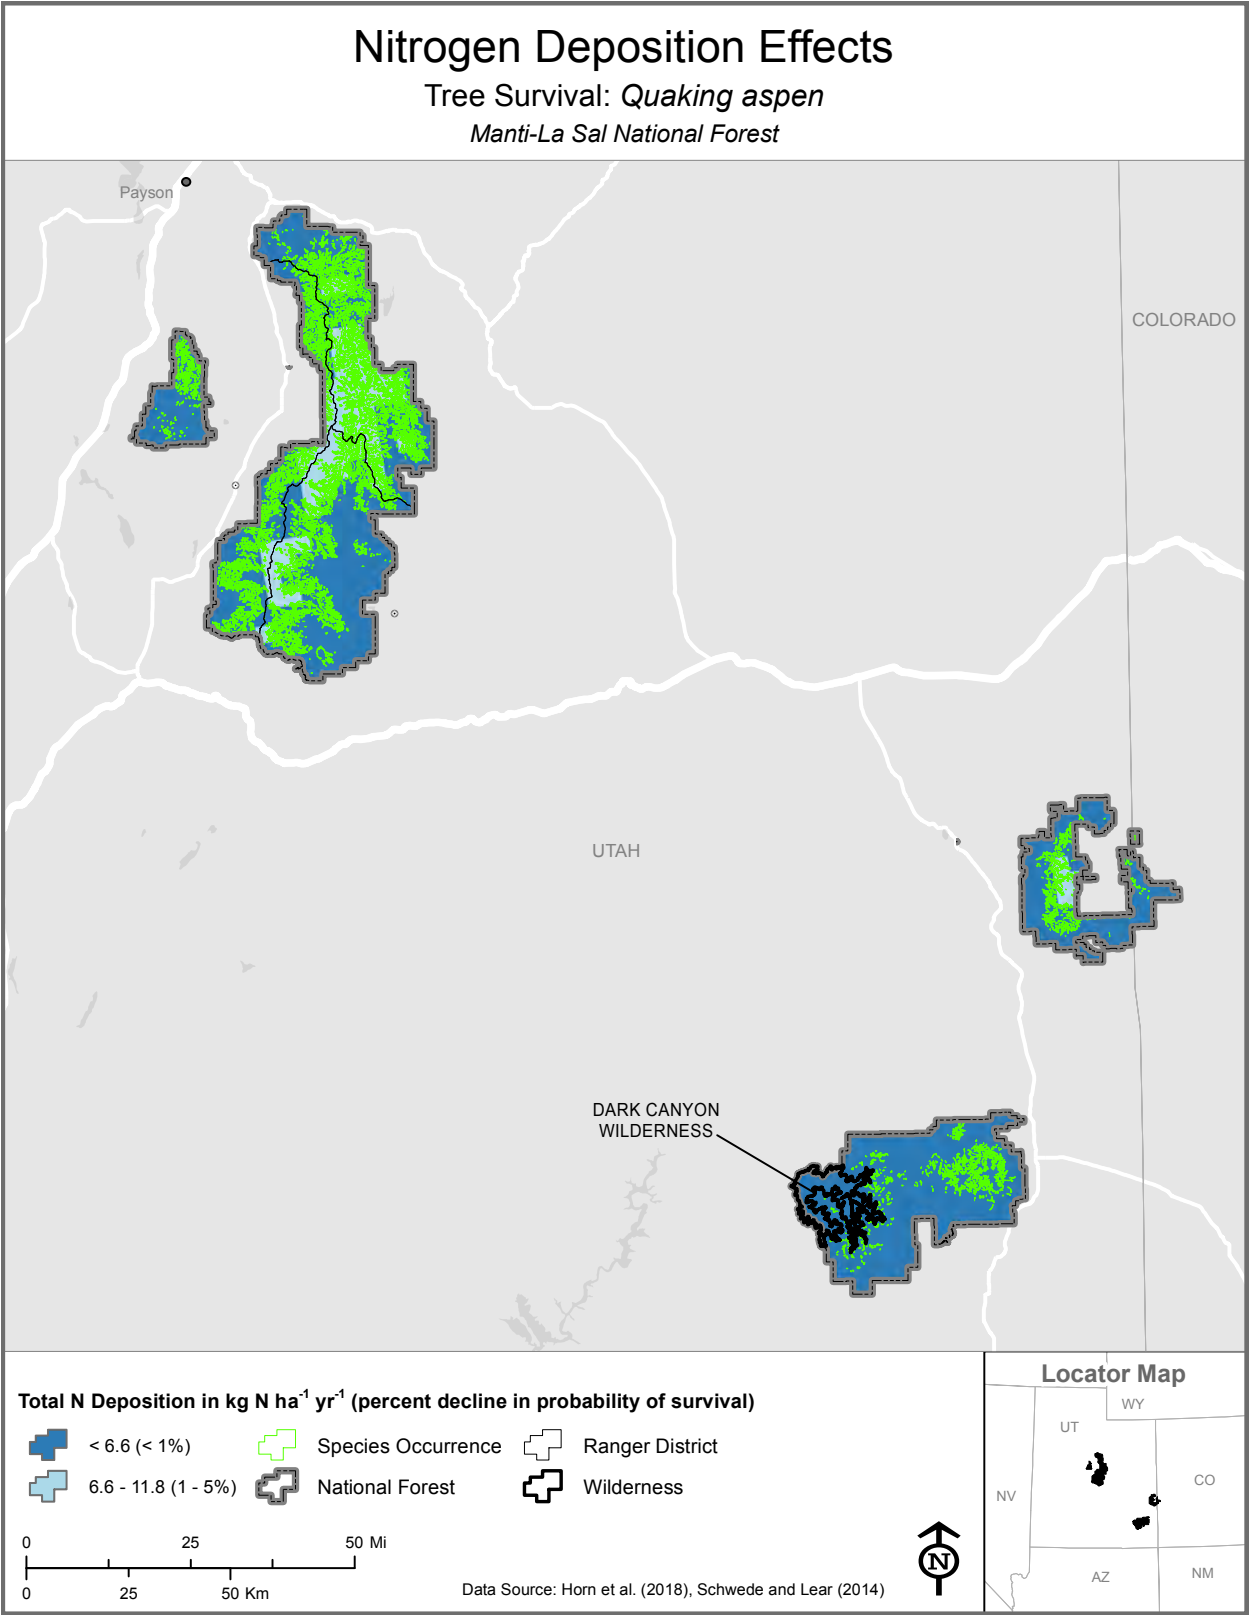 Nitrogen Deposition Effects
Tree Survival: Quaking aspen
Manti-La Sal National Forest
Payson
COLORADO
UTAH
DARK CANYON
WILDERNESS
Total N Deposition in kg N ha⁻¹ yr⁻¹ (percent decline in probability of survival)
< 6.6 (< 1%)
Species Occurrence
Ranger District
6.6 - 11.8 (1 - 5%)
National Forest
Wilderness
0 25 50 Mi
0 25 50 Km
Data Source: Horn et al. (2018), Schwede and Lear (2014)
N
Locator Map
WY
UT
NV
CO
AZ
NM